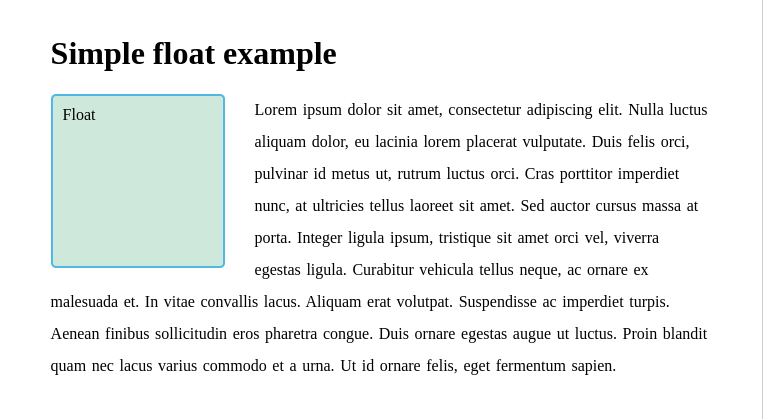 Simple float example
Float
Lorem ipsum dolor sit amet, consectetur adipiscing elit. Nulla luctus
aliquam dolor, eu lacinia lorem placerat vulputate. Duis felis orci,
pulvinar id metus ut, rutrum luctus orci. Cras porttitor imperdiet
nunc, at ultricies tellus laoreet sit amet. Sed auctor cursus massa at
porta. Integer ligula ipsum, tristique sit amet orci vel, viverra
egestas ligula. Curabitur vehicula tellus neque, ac ornare ex
malesuada et. In vitae convallis lacus. Aliquam erat volutpat. Suspendisse ac imperdiet turpis.
Aenean finibus sollicitudin eros pharetra congue. Duis ornare egestas augue ut luctus. Proin blandit
quam nec lacus varius commodo et a urna. Ut id ornare felis, eget fermentum sapien.